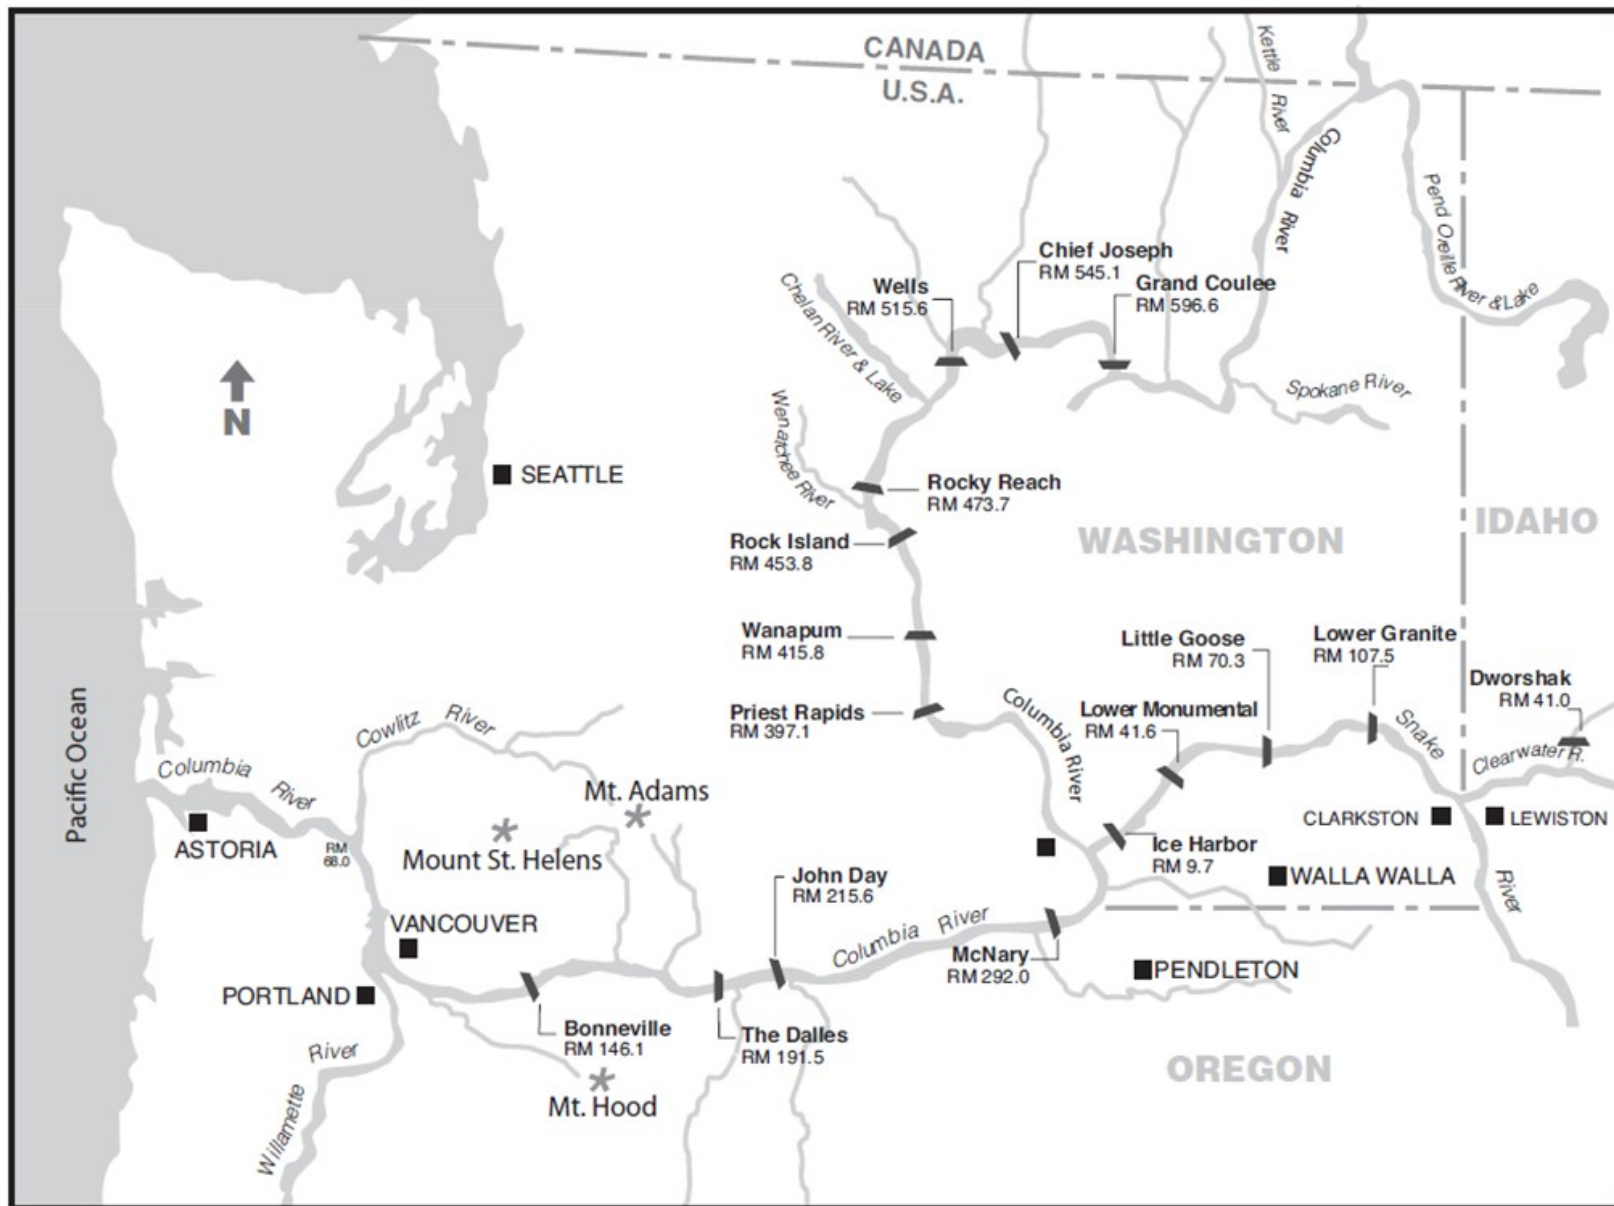 CANADA
U.S.A.
Kettle
River
Columbia River
Pend Oreille River & Lake
Chief Joseph
RM 545.1
Wells
RM 515.6
Grand Coulee
RM 596.6
Chelan River & Lake
Spokane River
Wenatchee River
N
SEATTLE
Rocky Reach
RM 473.7
Rock Island
RM 453.8
WASHINGTON
IDAHO
Wanapum
RM 415.8
Little Goose
RM 70.3
Lower Granite
RM 107.5
Dworshak
RM 41.0
Priest Rapids
RM 397.1
Columbia River
Lower Monumental
RM 41.6
Snake
Clearwater R.
Pacific Ocean
Cowlitz River
Columbia
River
Mt. Adams
ASTORIA
RM
68.0
Mount St. Helens
CLARKSTON
LEWISTON
Ice Harbor
RM 9.7
WALLA WALLA
River
John Day
RM 215.6
VANCOUVER
Columbia River
McNary
RM 292.0
PENDLETON
PORTLAND
Bonneville
RM 146.1
The Dalles
RM 191.5
River
Willamette
Mt. Hood
OREGON